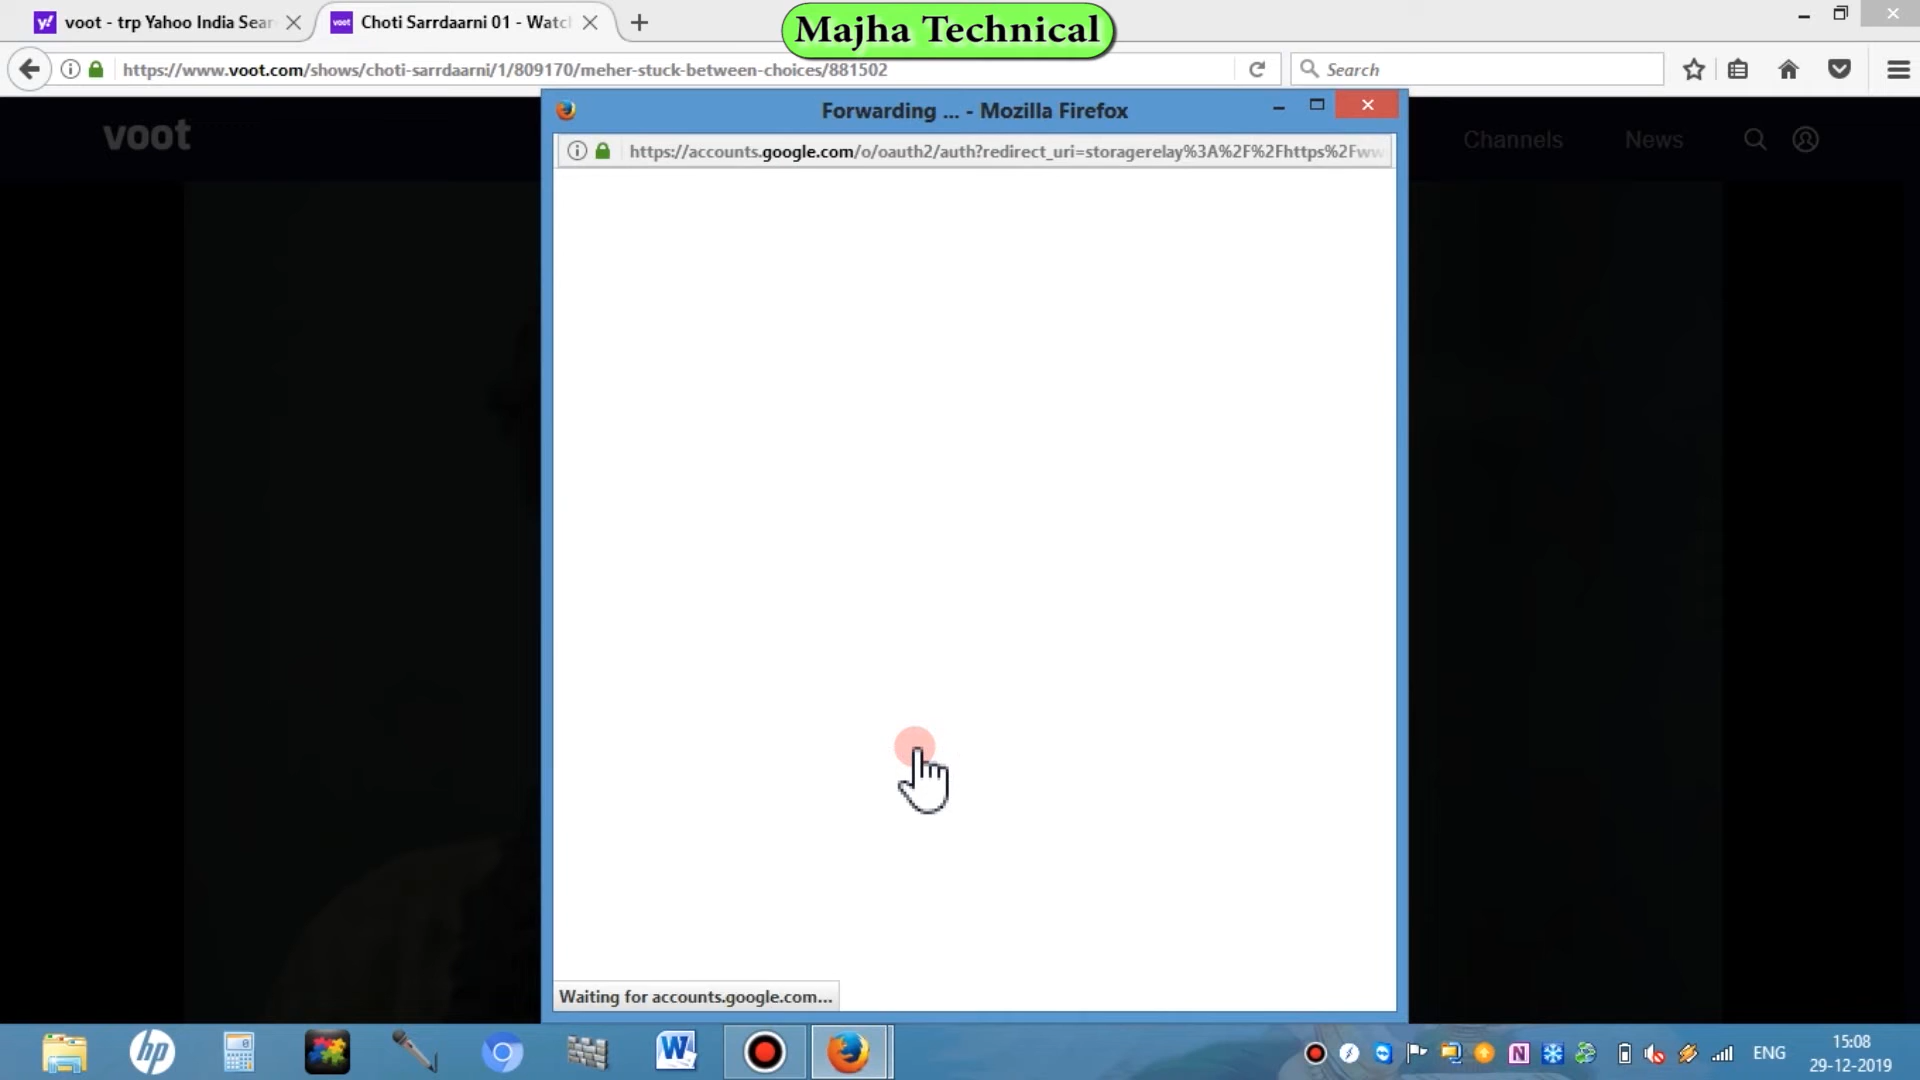 voot - trp Yahoo India Sear
voot
Choti Sarrdaarni 01 - Watc
Majha Technical
https://www.voot.com/shows/choti-sarrdaarni/1/809170/meher-stuck-between-choices/881502
Search
Forwarding ... - Mozilla Firefox
https://accounts.google.com/o/oauth2/auth?redirect_uri=storagerelay%3A%2F%2Fhttps%2Fww
voot
Channels
News
Waiting for accounts.google.com...
hp
W
N
ENG
15:08
29-12-2019